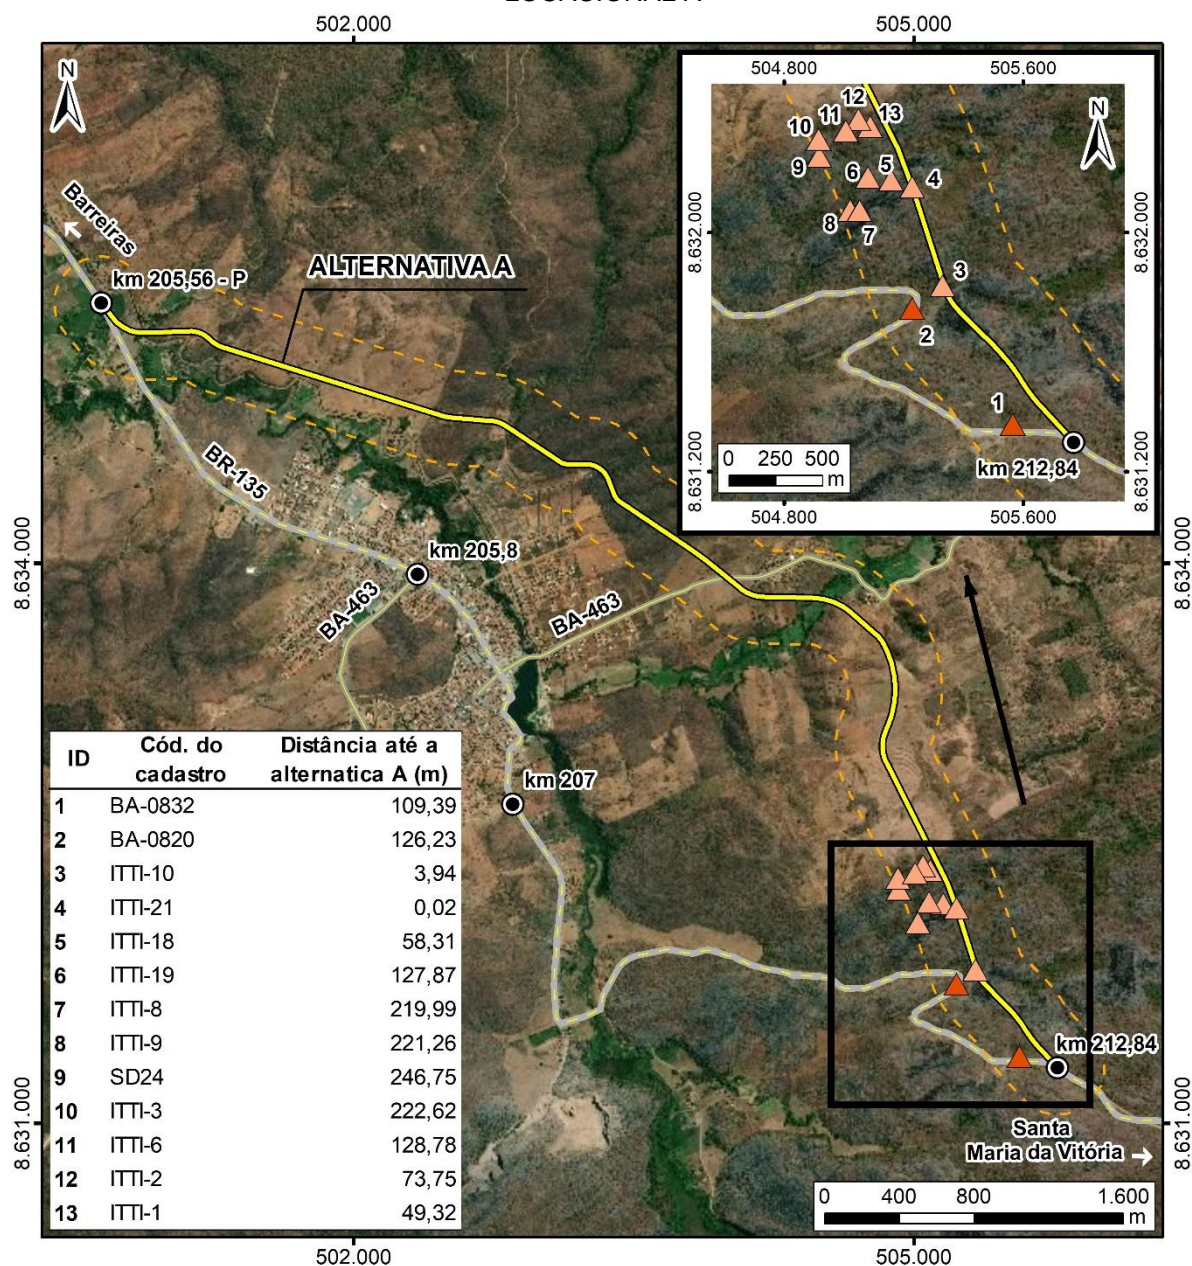 502.000
505.000
N
Barreiras
km 205,56 - P
ALTERNATIVA A
BR-135
km 205,8
BA-463
BA-463
km 207
km 212,84
Santa
Maria da Vitória →
8.634.000
8.631.000
8.634.000
8.631.000
504.800
505.600
N
12
11
13
10
9
6
5
4
8
7
3
2
1
km 212,84
0 250 500
m
8.632.000
8.631.200
504.800
505.600
ID Cód. do cadastro Distância até a alternatica A (m)
1 BA-0832 109,39
2 BA-0820 126,23
3 ITTI-10 3,94
4 ITTI-21 0,02
5 ITTI-18 58,31
6 ITTI-19 127,87
7 ITTI-8 219,99
8 ITTI-9 221,26
9 SD24 246,75
10 ITTI-3 222,62
11 ITTI-6 128,78
12 ITTI-2 73,75
13 ITTI-1 49,32
0 400 800 1.600
m
502.000
505.000